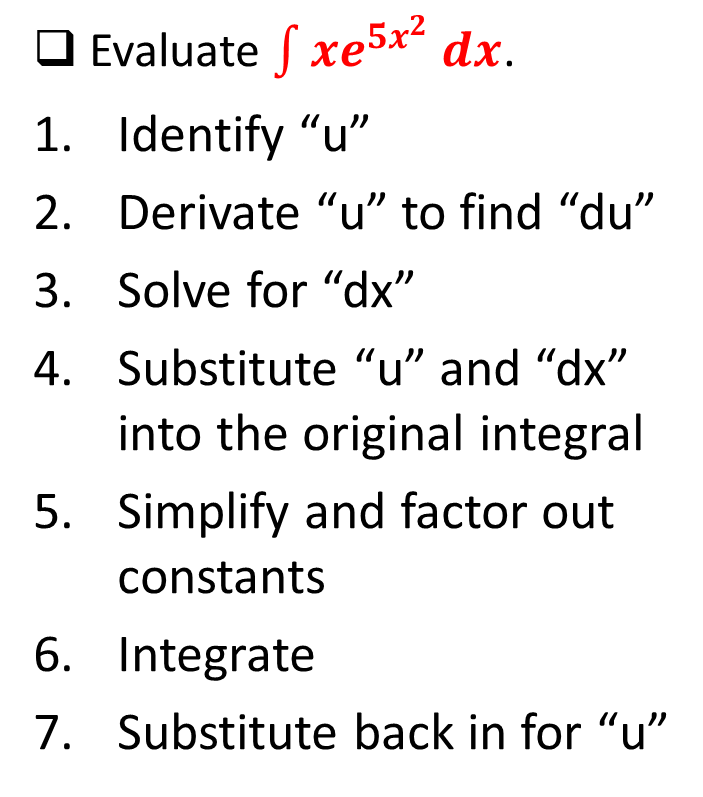 ❑ Evaluate ∫ xe^{5x^2} dx.
1. Identify “u”
2. Derivate “u” to find “du”
3. Solve for “dx”
4. Substitute “u” and “dx”
into the original integral
5. Simplify and factor out
constants
6. Integrate
7. Substitute back in for “u”